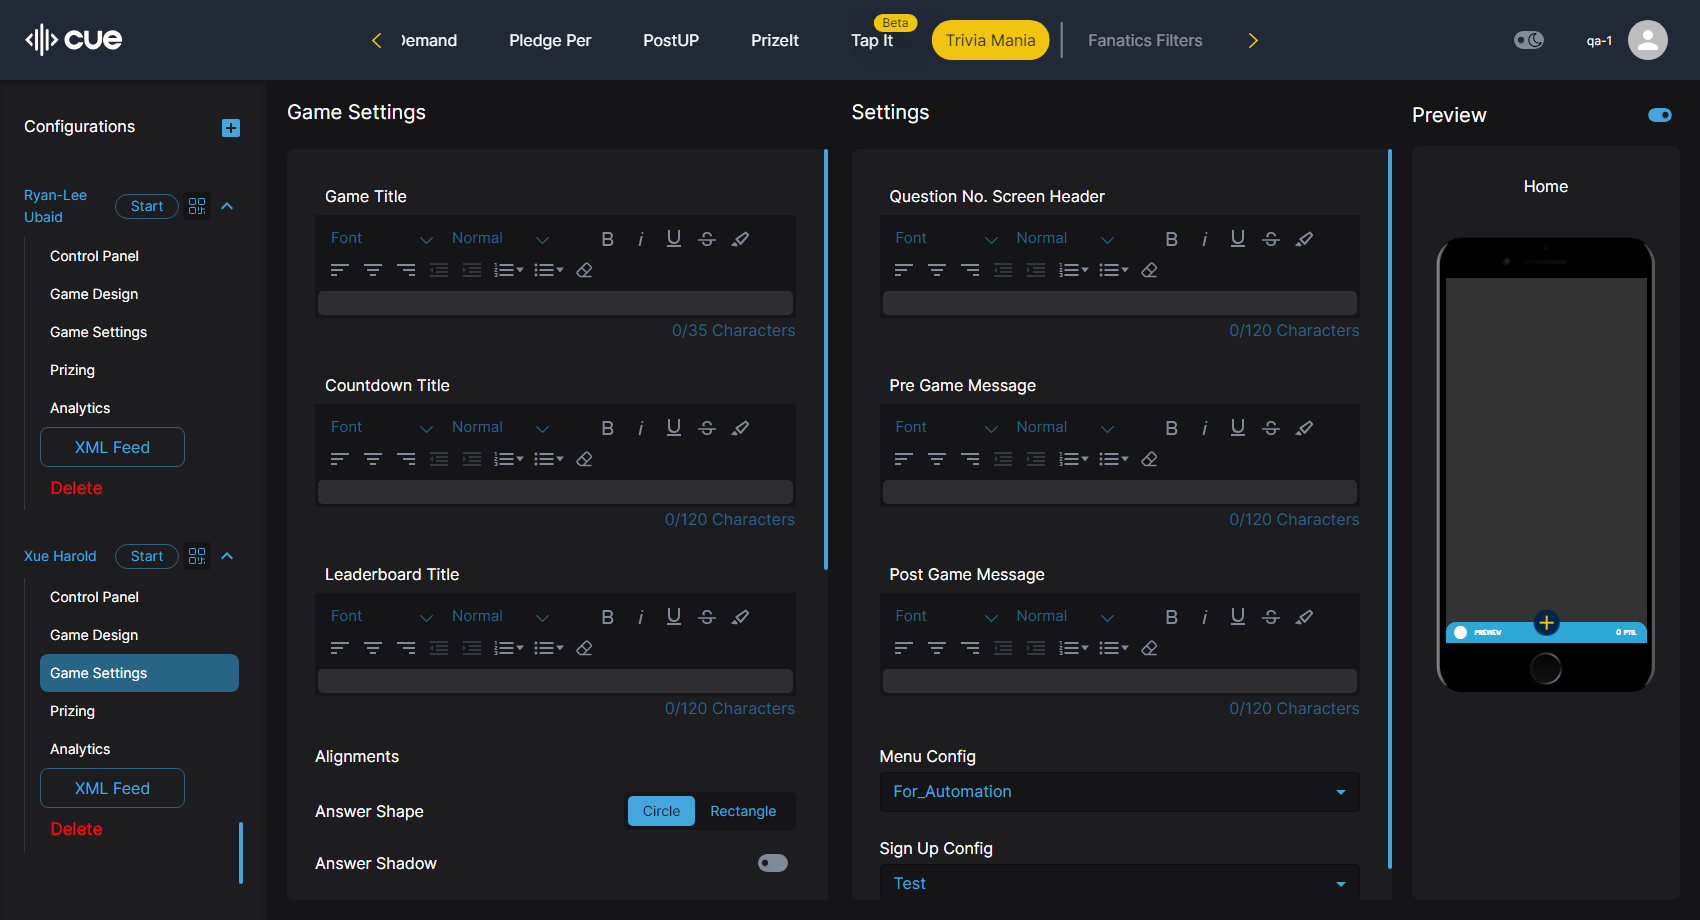 cue
Demand
Pledge Per
PostUP
PrizeIt
Tap It
Beta
Trivia Mania
Fanatics Filters
qa-1
Configurations
Ryan-Lee
Ubaid
Start
Control Panel
Game Design
Game Settings
Prizing
Analytics
XML Feed
Delete
Xue Harold
Start
Control Panel
Game Design
Game Settings
Prizing
Analytics
XML Feed
Delete
Game Settings
Game Title
Font
Normal
0/35 Characters
Countdown Title
Font
Normal
0/120 Characters
Leaderboard Title
Font
Normal
0/120 Characters
Alignments
Answer Shape
Circle
Rectangle
Answer Shadow
Settings
Question No. Screen Header
Font
Normal
0/120 Characters
Pre Game Message
Font
Normal
0/120 Characters
Post Game Message
Font
Normal
0/120 Characters
Menu Config
For_Automation
Sign Up Config
Test
Preview
Home
PREVIEW
0 PTS.